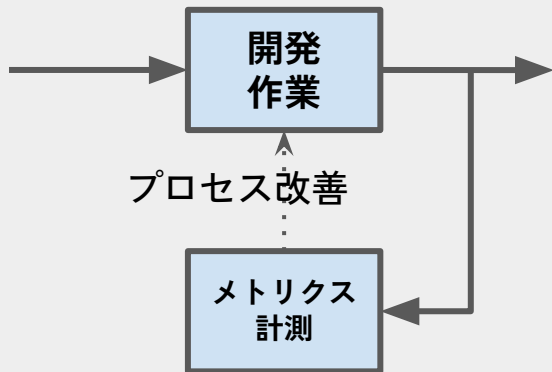 開発
作業
プロセス改善
メトリクス
計測